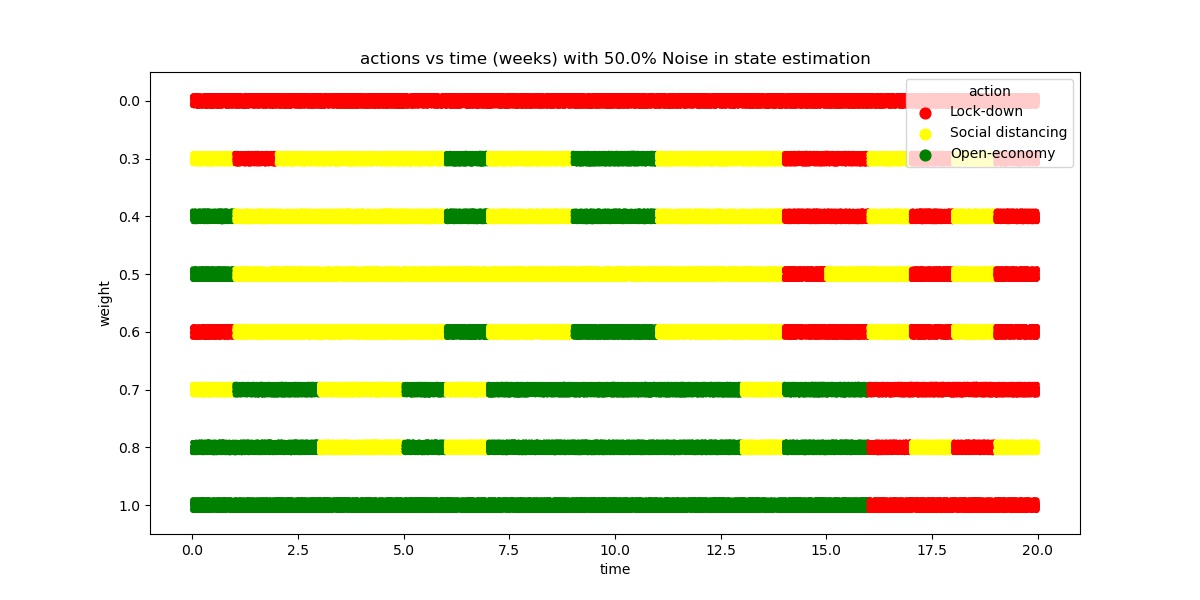 actions vs time (weeks) with 50.0% Noise in state estimation
action
Lock-down
Social distancing
Open-economy
weight
0.0
0.3
0.4
0.5
0.6
0.7
0.8
1.0
0.0 2.5 5.0 7.5 10.0 12.5 15.0 17.5 20.0
time